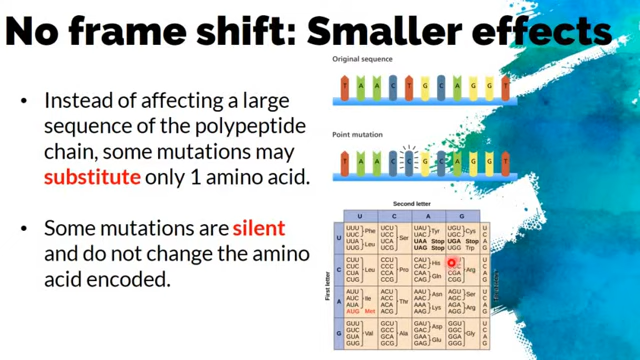 No frame shift: Smaller effects
• Instead of affecting a large
sequence of the polypeptide
chain, some mutations may
substitute only 1 amino acid.
• Some mutations are silent
and do not change the amino
acid encoded.
Original sequence
T A A C T G C A G G T
Point mutation
T A A C C G C A G G T
Second letter
U C A G
First letter
U
UUU UUC Phe UUA UUG Leu
UCU UCC UCA UCG Ser
UAU UAC Tyr UAA Stop UAG Stop
UGU UGC Cys UGA Stop UGG Trp
U C A G
C
CUU CUC CUA CUG Leu
CCU CCC CCA CCG Pro
CAU CAC His CAA CAG Gln
CGA CGG Arg
U C A G
A
AUU AUC AUA Ile AUG Met
ACU ACC ACA ACG Thr
AAU AAC Asn AAA AAG Lys
AGU AGC Ser AGA AGG Arg
U C A G
G
GUU GUC GUA GUG Val
GCU GCC GCA GCG Ala
GAU GAC Asp GAA GAG Glu
GGU GGC GGA GGG Gly
U C A G